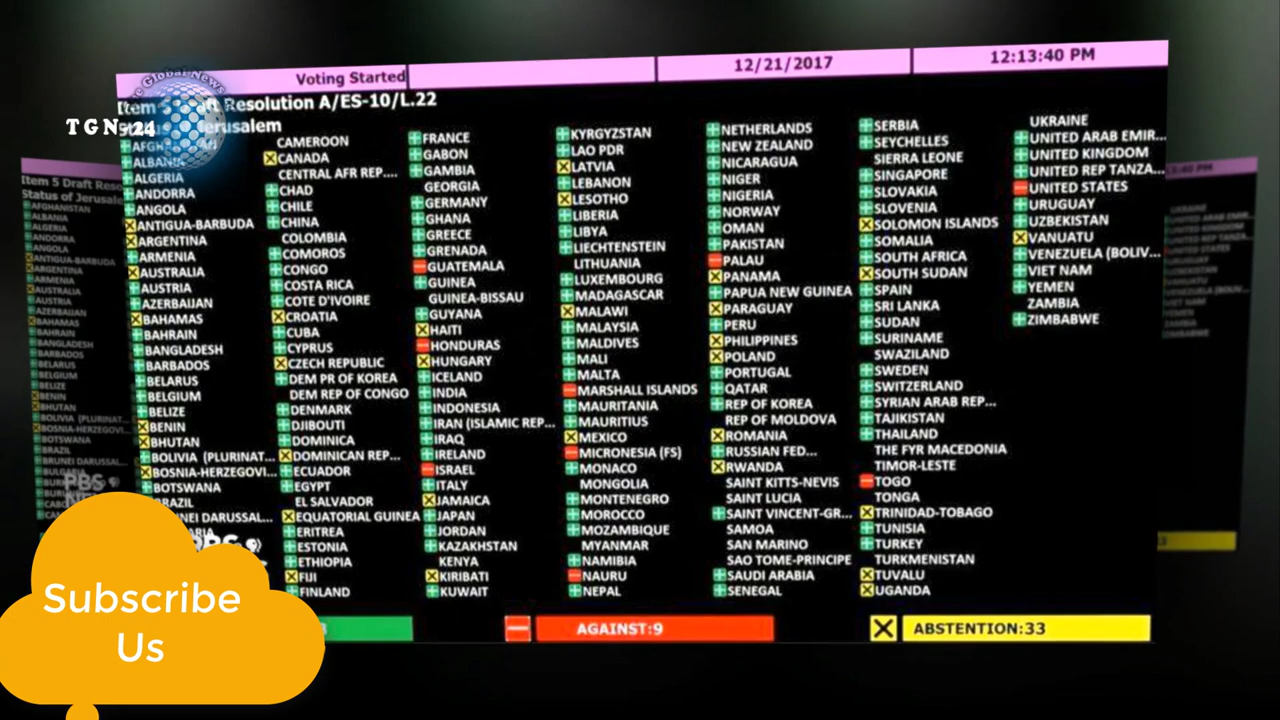 Voting Started
12/21/2017
12:13:40 PM
Item 5 Draft Resolution A/ES-10/L.22
Jerusalem
Global News
TGN 24
ALBANIA
ALGERIA
ANDORRA
ANGOLA
ANTIGUA-BARBUDA
ARGENTINA
ARMENIA
AUSTRALIA
AUSTRIA
AZERBAIJAN
BAHAMAS
BAHRAIN
BANGLADESH
BARBADOS
BELARUS
BELGIUM
BELIZE
BENIN
BHUTAN
BOLIVIA (PLURINAT...
BOSNIA-HERZEGOVI...
BOTSWANA
BRAZIL
DARUSSAL...
CAMEROON
CANADA
CENTRAL AFR REP....
CHAD
CHILE
CHINA
COLOMBIA
COMOROS
CONGO
COSTA RICA
COTE D'IVOIRE
CROATIA
CUBA
CYPRUS
CZECH REPUBLIC
DEM PR OF KOREA
DEM REP OF CONGO
DENMARK
DJIBOUTI
DOMINICA
DOMINICAN REP...
ECUADOR
EGYPT
EL SALVADOR
EQUATORIAL GUINEA
ERITREA
ESTONIA
ETHIOPIA
FIJI
FINLAND
FRANCE
GABON
GAMBIA
GEORGIA
GERMANY
GHANA
GREECE
GRENADA
GUATEMALA
GUINEA
GUINEA-BISSAU
GUYANA
HAITI
HONDURAS
HUNGARY
ICELAND
INDIA
INDONESIA
IRAN (ISLAMIC REP...
IRAQ
IRELAND
ISRAEL
ITALY
JAMAICA
JAPAN
JORDAN
KAZAKHSTAN
KENYA
KIRIBATI
KUWAIT
KYRGYZSTAN
LAO PDR
LATVIA
LEBANON
LESOTHO
LIBERIA
LIBYA
LIECHTENSTEIN
LITHUANIA
LUXEMBOURG
MADAGASCAR
MALAWI
MALAYSIA
MALDIVES
MALI
MALTA
MARSHALL ISLANDS
MAURITANIA
MAURITIUS
MEXICO
MICRONESIA (FS)
MONACO
MONGOLIA
MONTENEGRO
MOROCCO
MOZAMBIQUE
MYANMAR
NAMIBIA
NAURU
NEPAL
NETHERLANDS
NEW ZEALAND
NICARAGUA
NIGER
NIGERIA
NORWAY
OMAN
PAKISTAN
PALAU
PANAMA
PAPUA NEW GUINEA
PARAGUAY
PERU
PHILIPPINES
POLAND
PORTUGAL
QATAR
REP OF KOREA
REP OF MOLDOVA
ROMANIA
RUSSIAN FED...
RWANDA
SAINT KITTS-NEVIS
SAINT LUCIA
SAINT VINCENT-GR...
SAMOA
SAN MARINO
SAO TOME-PRINCIPE
SAUDI ARABIA
SENEGAL
SERBIA
SEYCHELLES
SIERRA LEONE
SINGAPORE
SLOVAKIA
SLOVENIA
SOLOMON ISLANDS
SOMALIA
SOUTH AFRICA
SOUTH SUDAN
SPAIN
SRI LANKA
SUDAN
SURINAME
SWAZILAND
SWEDEN
SWITZERLAND
SYRIAN ARAB REP...
TAJIKISTAN
THAILAND
THE FYR MACEDONIA
TIMOR-LESTE
TOGO
TONGA
TRINIDAD-TOBAGO
TUNISIA
TURKEY
TURKMENISTAN
TUVALU
UGANDA
UKRAINE
UNITED ARAB EMIR...
UNITED KINGDOM
UNITED REP TANZA...
UNITED STATES
URUGUAY
UZBEKISTAN
VANUATU
VENEZUELA (BOLIV...
VIET NAM
YEMEN
ZAMBIA
ZIMBABWE
AGAINST:9
ABSTENTION:33
PBS
Subscribe
Us